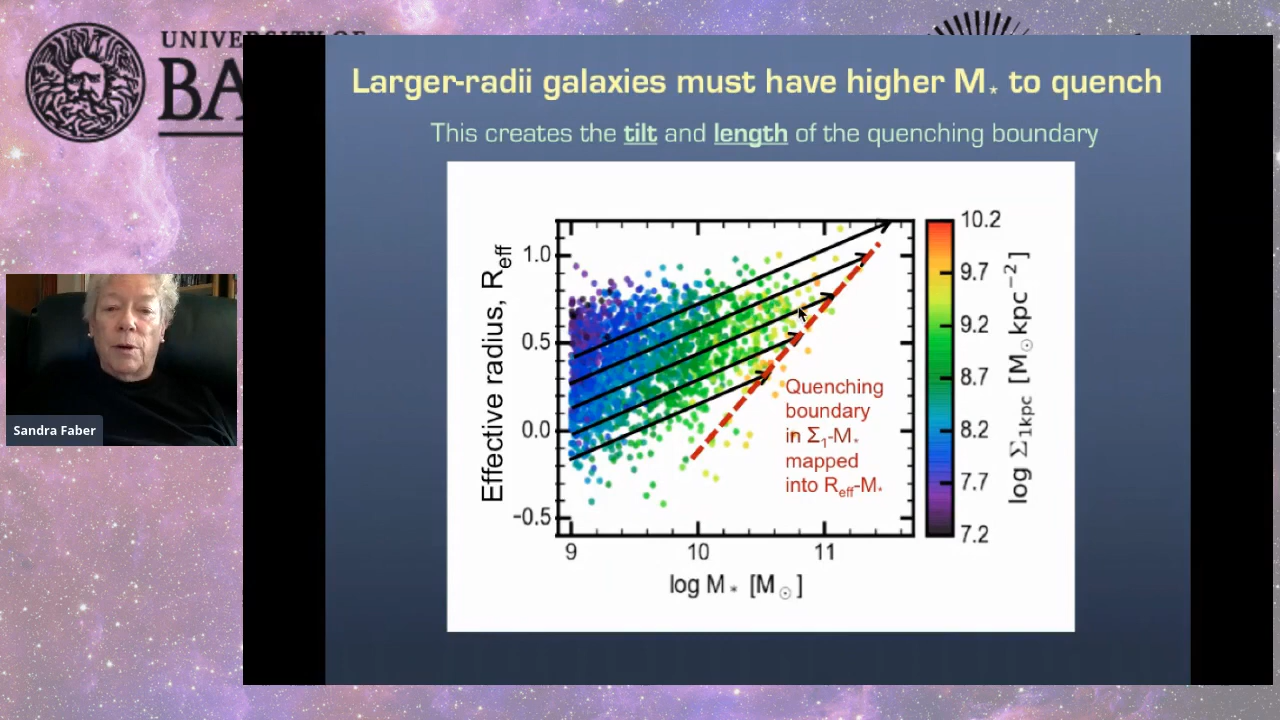 UNIVERSITY OF
BA
Larger-radii galaxies must have higher M⋆ to quench
This creates the tilt and length of the quenching boundary
Effective radius, Reff
1.0
0.5
0.0
-0.5
9
10
11
log M⋆ [M☉]
Quenching
boundary
in Σ1-M⋆
mapped
into Reff-M⋆
10.2
9.7
9.2
8.7
8.2
7.7
7.2
log Σ1kpc [M☉kpc⁻²]
Sandra Faber